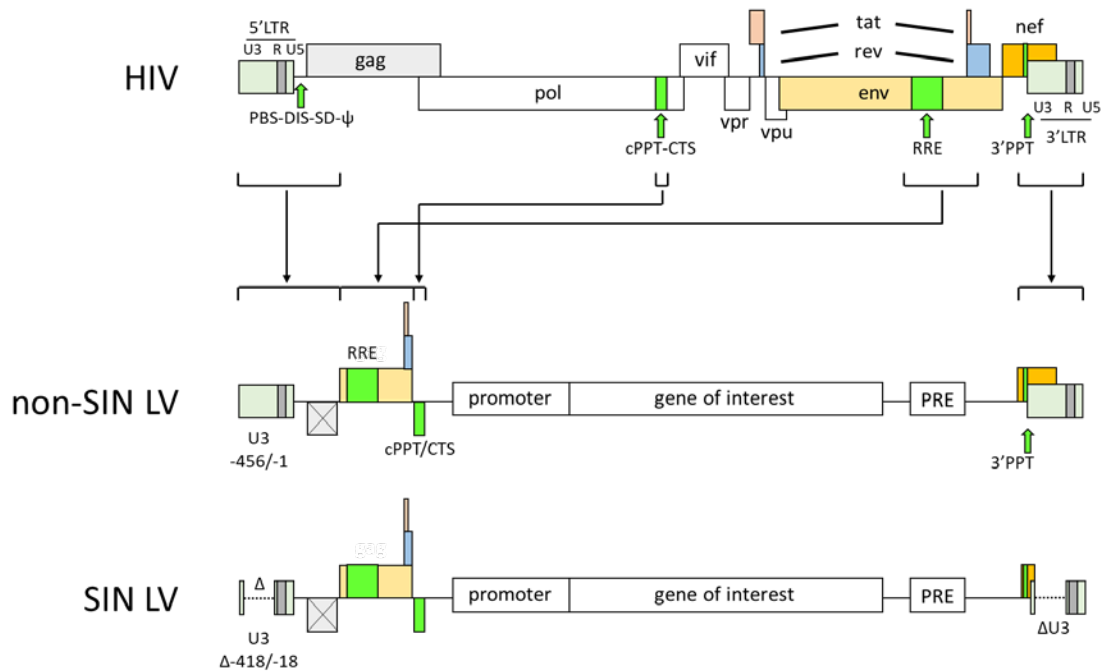 5'LTR
U3 R U5
HIV
gag
pol
vif
vpr
vpu
tat
rev
env
nef
PBS-DIS-SD-ψ
cPPT-CTS
RRE
3'PPT
U3 R U5
3'LTR
non-SIN LV
RRE
promoter
gene of interest
PRE
U3
-456/-1
cPPT/CTS
3'PPT
SIN LV
Δ
promoter
gene of interest
PRE
U3
Δ-418/-18
ΔU3